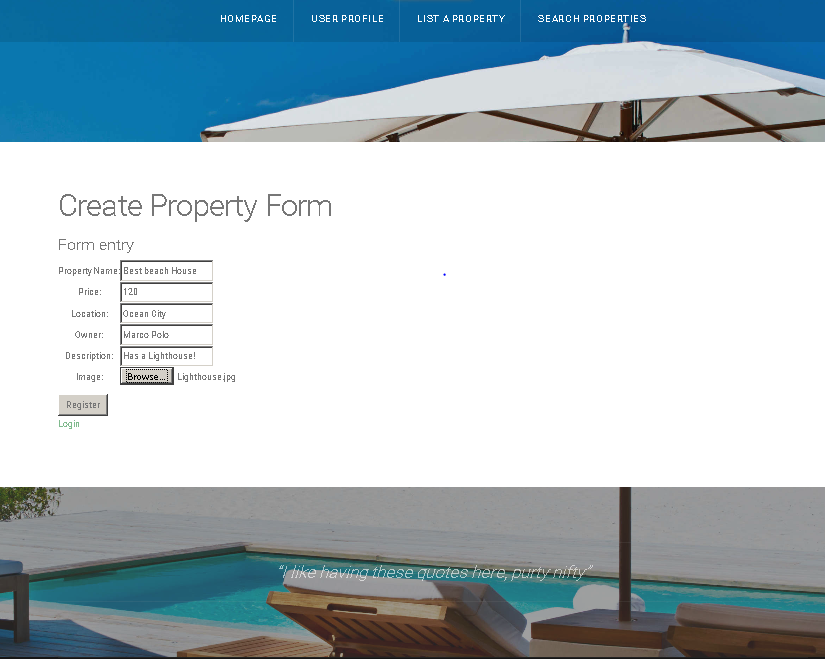 HOMEPAGE USER PROFILE LIST A PROPERTY SEARCH PROPERTIES
Create Property Form
Form entry
Property Name: Best beach House
Price: 120
Location: Ocean City
Owner: Marco Polo
Description: Has a Lighthouse!
Image: Browse... Lighthouse.jpg
Register
Login
“I like having these quotes here, purty nifty”